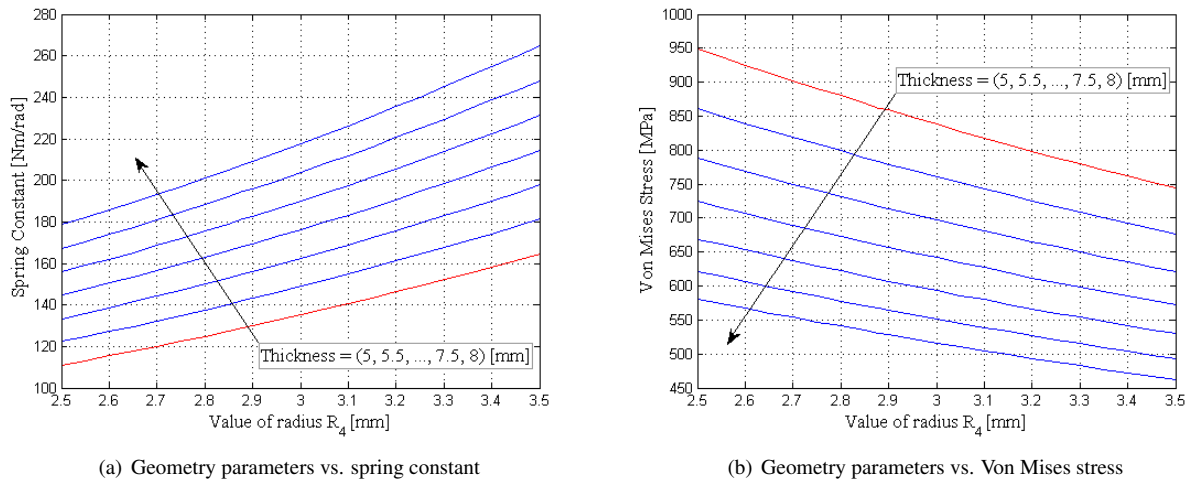 280
260
240
220
200
180
160
140
120
100
Spring Constant [Nm/rad]
Thickness = (5, 5.5, ..., 7.5, 8) [mm]
2.5 2.6 2.7 2.8 2.9 3 3.1 3.2 3.3 3.4 3.5
Value of radius R4 [mm]
(a) Geometry parameters vs. spring constant
1000
950
900
850
800
750
700
650
600
550
500
450
Von Mises Stress [MPa]
Thickness = (5, 5.5, ..., 7.5, 8) [mm]
2.5 2.6 2.7 2.8 2.9 3 3.1 3.2 3.3 3.4 3.5
Value of radius R4 [mm]
(b) Geometry parameters vs. Von Mises stress